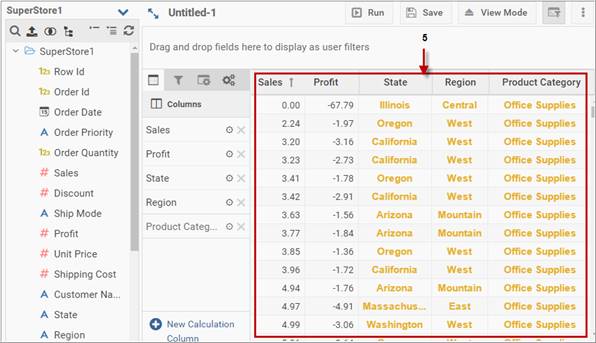 SuperStore1
Untitled-1
Run
Save
View Mode
SuperStore1
Row Id
Order Id
Order Date
Order Priority
Order Quantity
Sales
Discount
Ship Mode
Profit
Unit Price
Shipping Cost
Customer Na...
State
Region
Drag and drop fields here to display as user filters
5
Columns
Sales
Profit
State
Region
Product Categ...
New Calculation
Column
Sales Profit State Region Product Category
0.00 -67.79 Illinois Central Office Supplies
2.24 -1.97 Oregon West Office Supplies
3.20 -3.16 California West Office Supplies
3.23 -2.73 California West Office Supplies
3.41 -1.78 Oregon West Office Supplies
3.42 -2.91 California West Office Supplies
3.63 -1.56 Arizona Mountain Office Supplies
3.77 -1.84 Arizona Mountain Office Supplies
3.85 -1.36 Oregon West Office Supplies
3.96 -1.72 California West Office Supplies
4.94 -1.76 Arizona Mountain Office Supplies
4.97 -4.91 Massachus... East Office Supplies
4.99 -3.06 Washington West Office Supplies